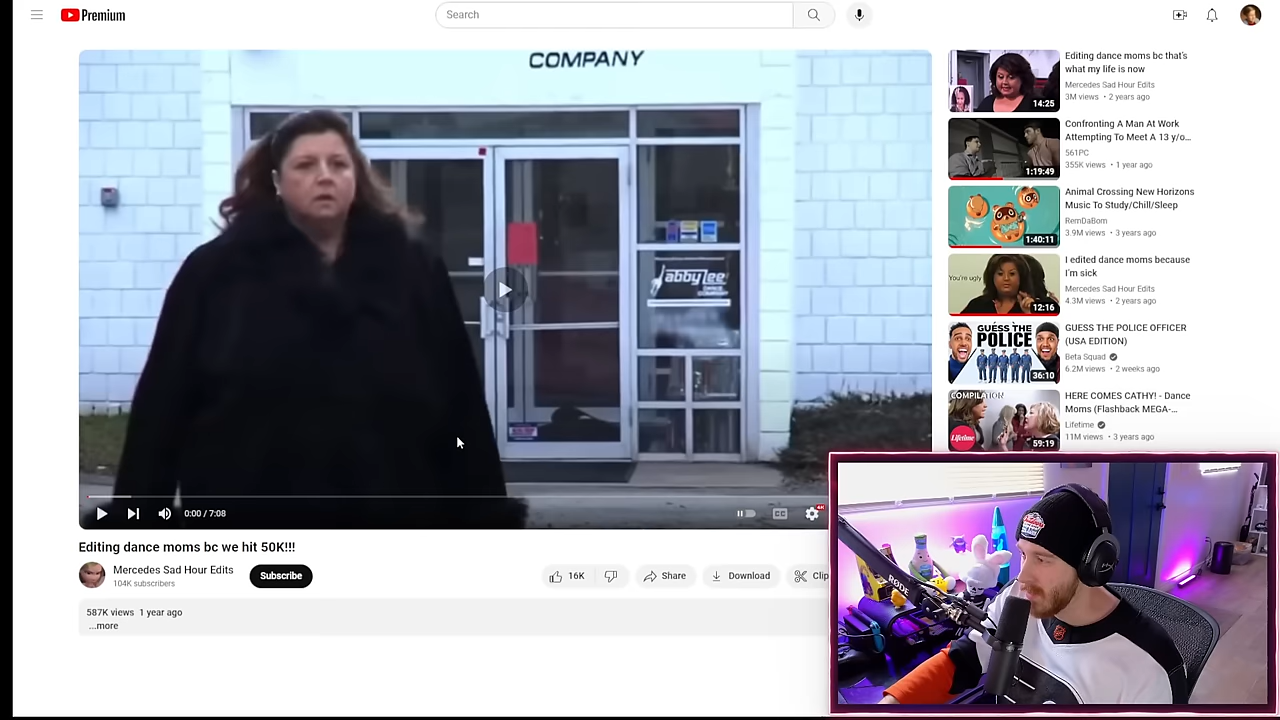 Premium
Search
COMPANY
abbylee
DANCE COMPANY
0:00 / 7:08
CC
4K
Editing dance moms bc we hit 50K!!!
Mercedes Sad Hour Edits
104K subscribers
Subscribe
16K
Share
Download
Clip
587K views 1 year ago
...more
14:25
Editing dance moms bc that's
what my life is now
Mercedes Sad Hour Edits
3M views • 2 years ago
1:19:49
Confronting A Man At Work
Attempting To Meet A 13 y/o...
561PC
355K views • 1 year ago
1:40:11
Animal Crossing New Horizons
Music To Study/Chill/Sleep
RemDaBom
3.9M views • 3 years ago
You're ugly
12:16
I edited dance moms because
I'm sick
Mercedes Sad Hour Edits
4.3M views • 2 years ago
GUESS THE
POLICE
36:10
GUESS THE POLICE OFFICER
(USA EDITION)
Beta Squad
6.2M views • 2 weeks ago
COMPILATION
Lifetime
59:19
HERE COMES CATHY! - Dance
Moms (Flashback MEGA-...
Lifetime
11M views • 3 years ago
RØDE